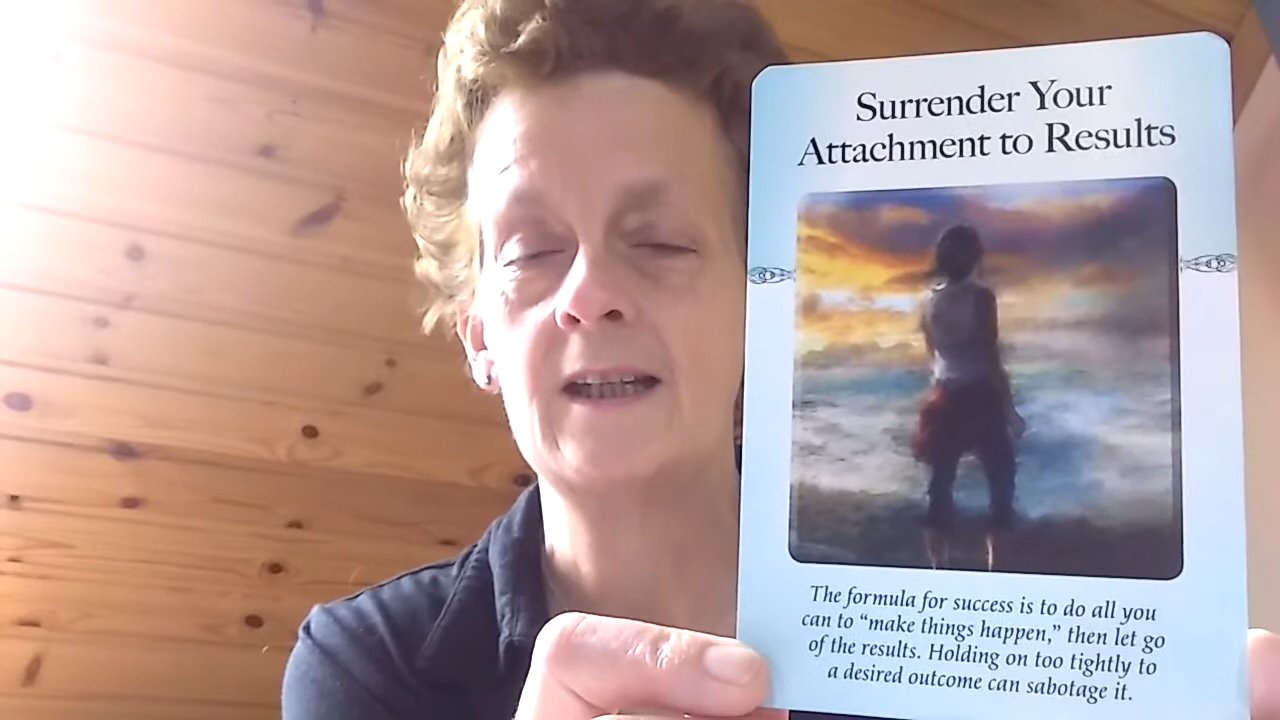 Surrender Your
Attachment to Results
The formula for success is to do all you
can to “make things happen,” then let go
of the results. Holding on too tightly to
a desired outcome can sabotage it.